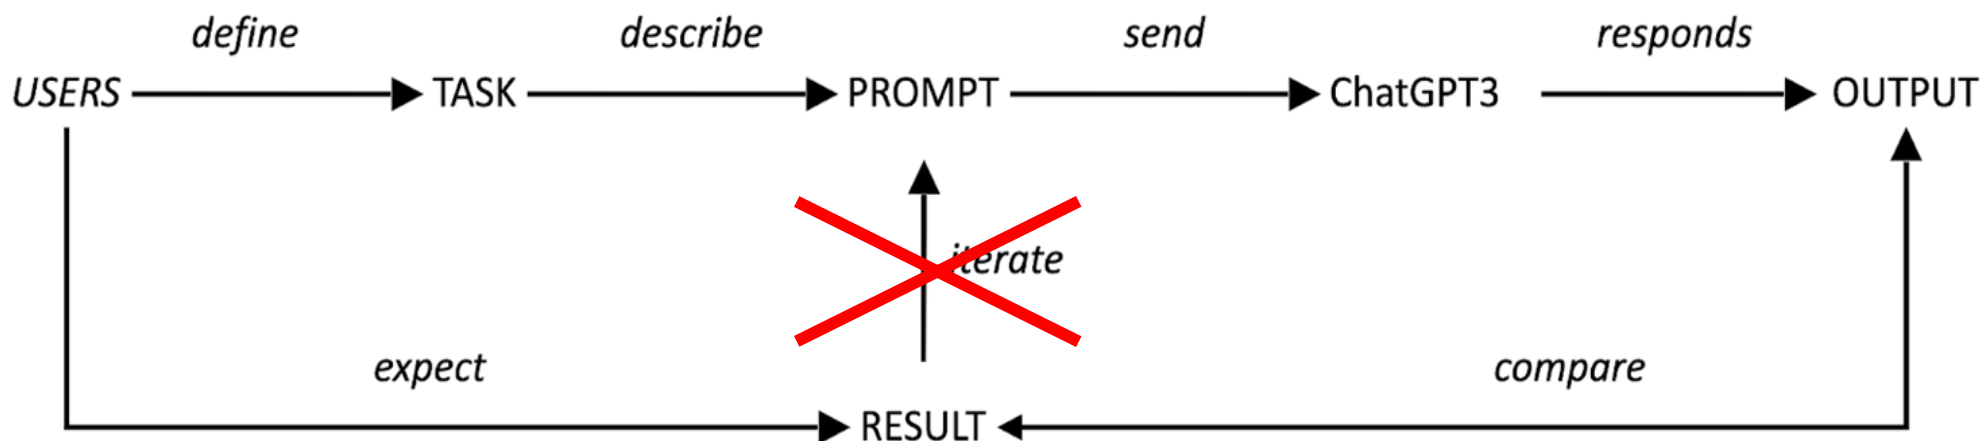 define describe send responds
USERS TASK PROMPT ChatGPT3 OUTPUT
iterate
expect compare
RESULT